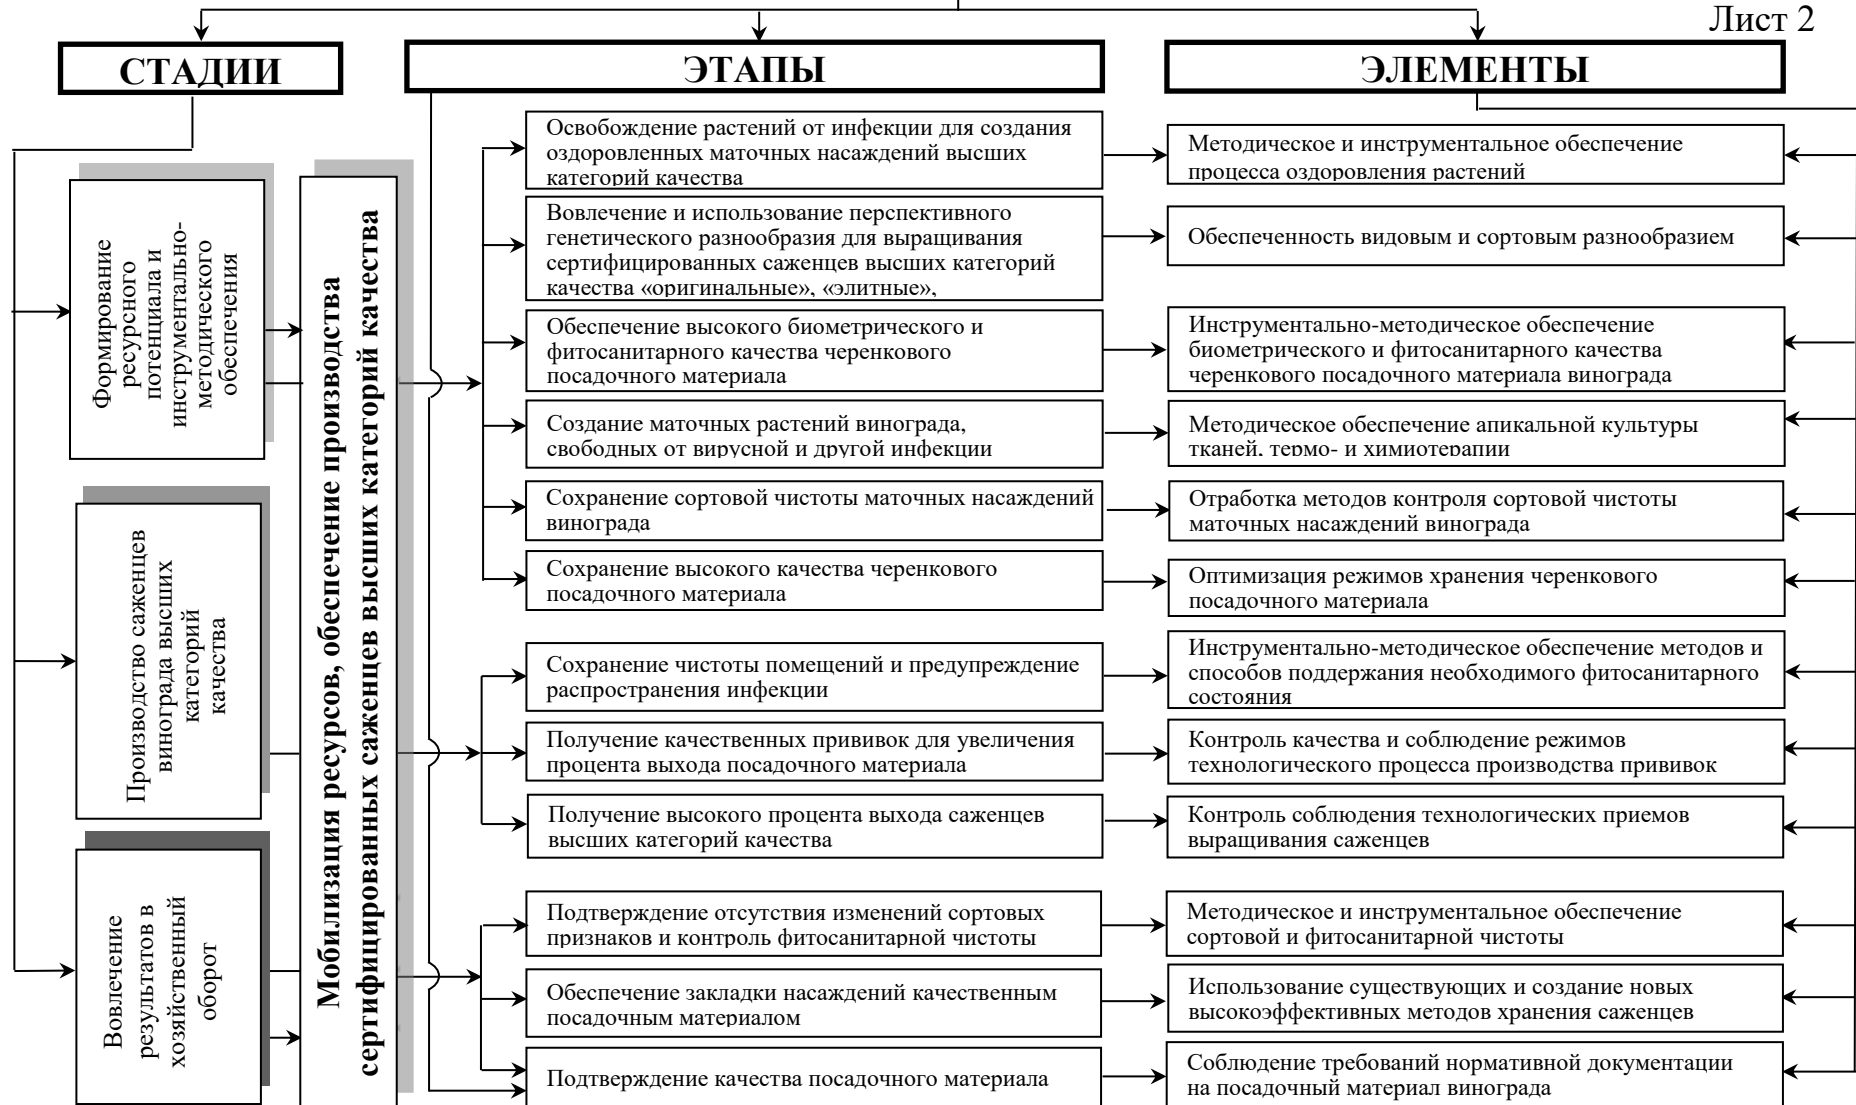 Лист 2
СТАДИИ
ЭТАПЫ
ЭЛЕМЕНТЫ
Формирование
ресурсного
потенциала и
инструментально-
методического
обеспечения
Производство саженцев
винограда высших
категорий
качества
Вовлечение
результатов в
хозяйственный
оборот
Мобилизация ресурсов, обеспечение производства
сертифицированных саженцев высших категорий качества
Освобождение растений от инфекции для создания
оздоровленных маточных насаждений высших
категорий качества
Методическое и инструментальное обеспечение
процесса оздоровления растений
Вовлечение и использование перспективного
генетического разнообразия для выращивания
сертифицированных саженцев высших категорий
качества «оригинальные», «элитные»,
Обеспеченность видовым и сортовым разнообразием
Обеспечение высокого биометрического и
фитосанитарного качества черенкового
посадочного материала
Инструментально-методическое обеспечение
биометрического и фитосанитарного качества
черенкового посадочного материала винограда
Создание маточных растений винограда,
свободных от вирусной и другой инфекции
Методическое обеспечение апикальной культуры
тканей, термо- и химиотерапии
Сохранение сортовой чистоты маточных насаждений
винограда
Отработка методов контроля сортовой чистоты
маточных насаждений винограда
Сохранение высокого качества черенкового
посадочного материала
Оптимизация режимов хранения черенкового
посадочного материала
Сохранение чистоты помещений и предупреждение
распространения инфекции
Инструментально-методическое обеспечение методов и
способов поддержания необходимого фитосанитарного
состояния
Получение качественных прививок для увеличения
процента выхода посадочного материала
Контроль качества и соблюдение режимов
технологического процесса производства прививок
Получение высокого процента выхода саженцев
высших категорий качества
Контроль соблюдения технологических приемов
выращивания саженцев
Подтверждение отсутствия изменений сортовых
признаков и контроль фитосанитарной чистоты
Методическое и инструментальное обеспечение
сортовой и фитосанитарной чистоты
Обеспечение закладки насаждений качественным
посадочным материалом
Использование существующих и создание новых
высокоэффективных методов хранения саженцев
Подтверждение качества посадочного материала
Соблюдение требований нормативной документации
на посадочный материал винограда